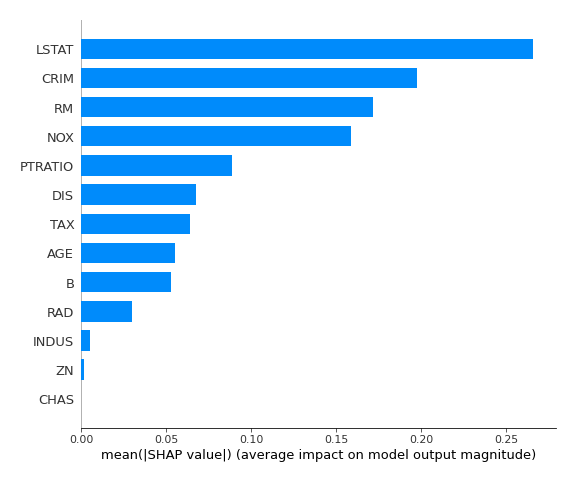 LSTAT
CRIM
RM
NOX
PTRATIO
DIS
TAX
AGE
B
RAD
INDUS
ZN
CHAS
0.00 0.05 0.10 0.15 0.20 0.25
mean(|SHAP value|) (average impact on model output magnitude)